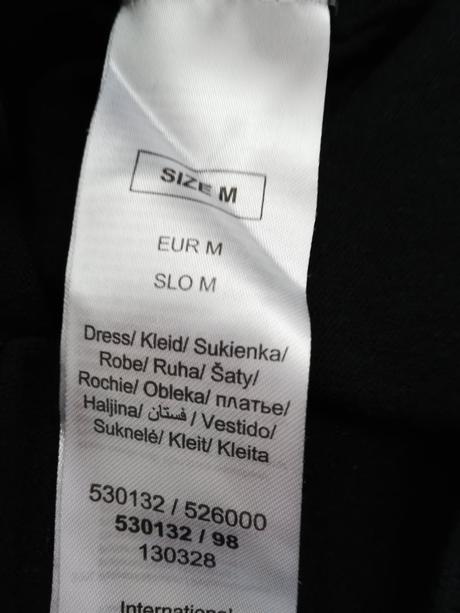 SIZE M
EUR M
SLO M
Dress/ Kleid/ Sukienka/
Robe/ Ruha/ Šaty/
Rochie/ Obleka/ платье/
Haljina/ فستان / Vestido/
Suknelė/ Kleit/ Kleita
530132 / 526000
530132 / 98
130328
International